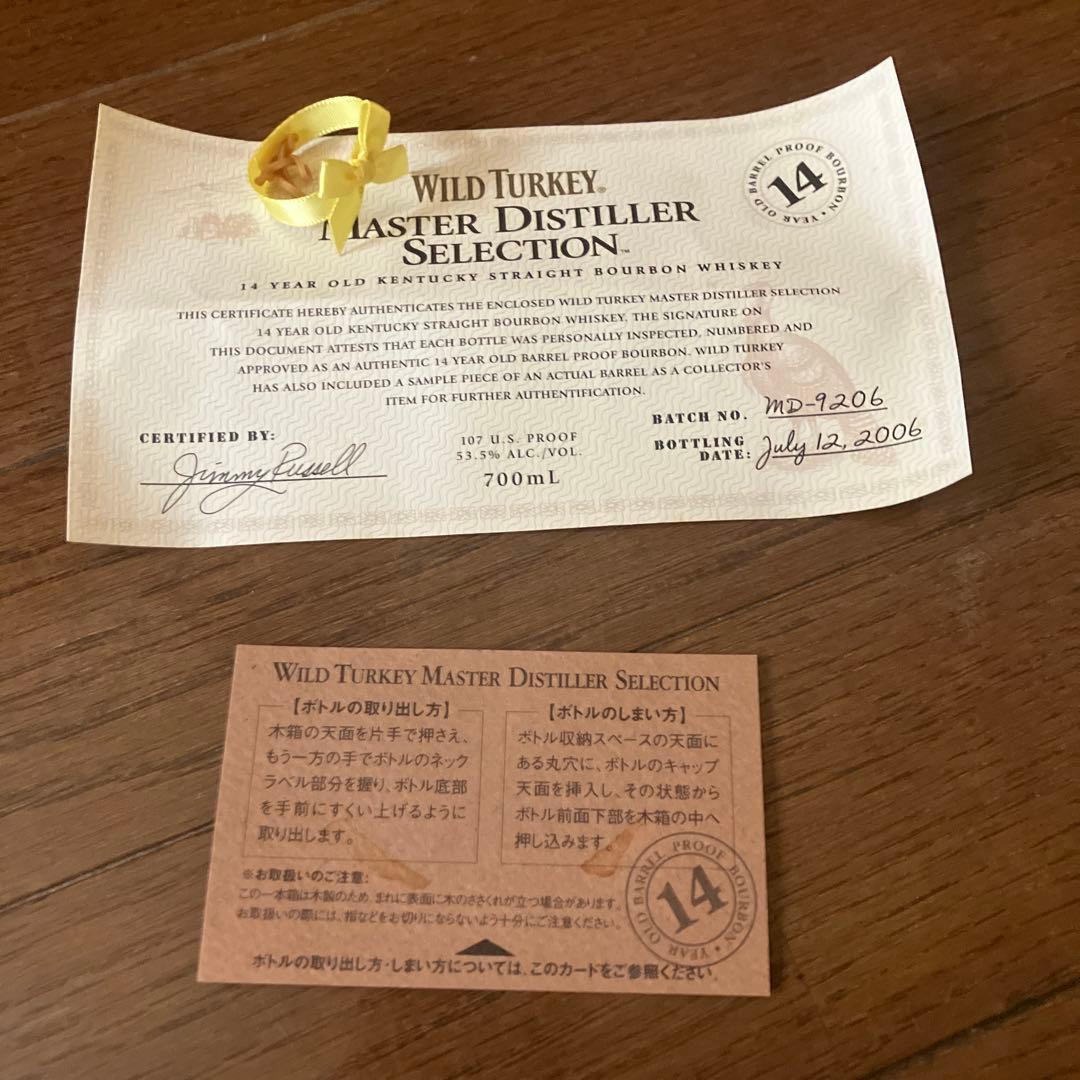 WILD TURKEY®
MASTER DISTILLER
SELECTION™
14 YEAR OLD KENTUCKY STRAIGHT BOURBON WHISKEY
BARREL PROOF BOURBON • YEAR OLD
14
THIS CERTIFICATE HEREBY AUTHENTICATES THE ENCLOSED WILD TURKEY MASTER DISTILLER SELECTION
14 YEAR OLD KENTUCKY STRAIGHT BOURBON WHISKEY. THE SIGNATURE ON
THIS DOCUMENT ATTESTS THAT EACH BOTTLE WAS PERSONALLY INSPECTED, NUMBERED AND
APPROVED AS AN AUTHENTIC 14 YEAR OLD BARREL PROOF BOURBON. WILD TURKEY
HAS ALSO INCLUDED A SAMPLE PIECE OF AN ACTUAL BARREL AS A COLLECTOR'S
ITEM FOR FURTHER AUTHENTIFICATION.
CERTIFIED BY:
Jimmy Russell
107 U.S. PROOF
53.5% ALC./VOL.
700mL
BATCH NO. MD-9206
BOTTLING
DATE: July 12, 2006
WILD TURKEY MASTER DISTILLER SELECTION
【ボトルの取り出し方】
木箱の天面を片手で押さえ、
もう一方の手でボトルのネック
ラベル部分を握り、ボトル底部
を手前にすくい上げるように
取り出します。
【ボトルのしまい方】
ボトル収納スペースの天面に
ある丸穴に、ボトルのキャップ
天面を挿入し、その状態から
ボトル前面下部を木箱の中へ
押し込みます。
※お取扱いのご注意:
この一本箱は木製のため、まれに表面に木のささくれが立つ場合があります。
お取扱いの際には、指などをお切りにならないよう十分にご注意ください。
BARREL PROOF BOURBON • YEAR OLD
14
ボトルの取り出し方・しまい方については、このカードをご参照ください。